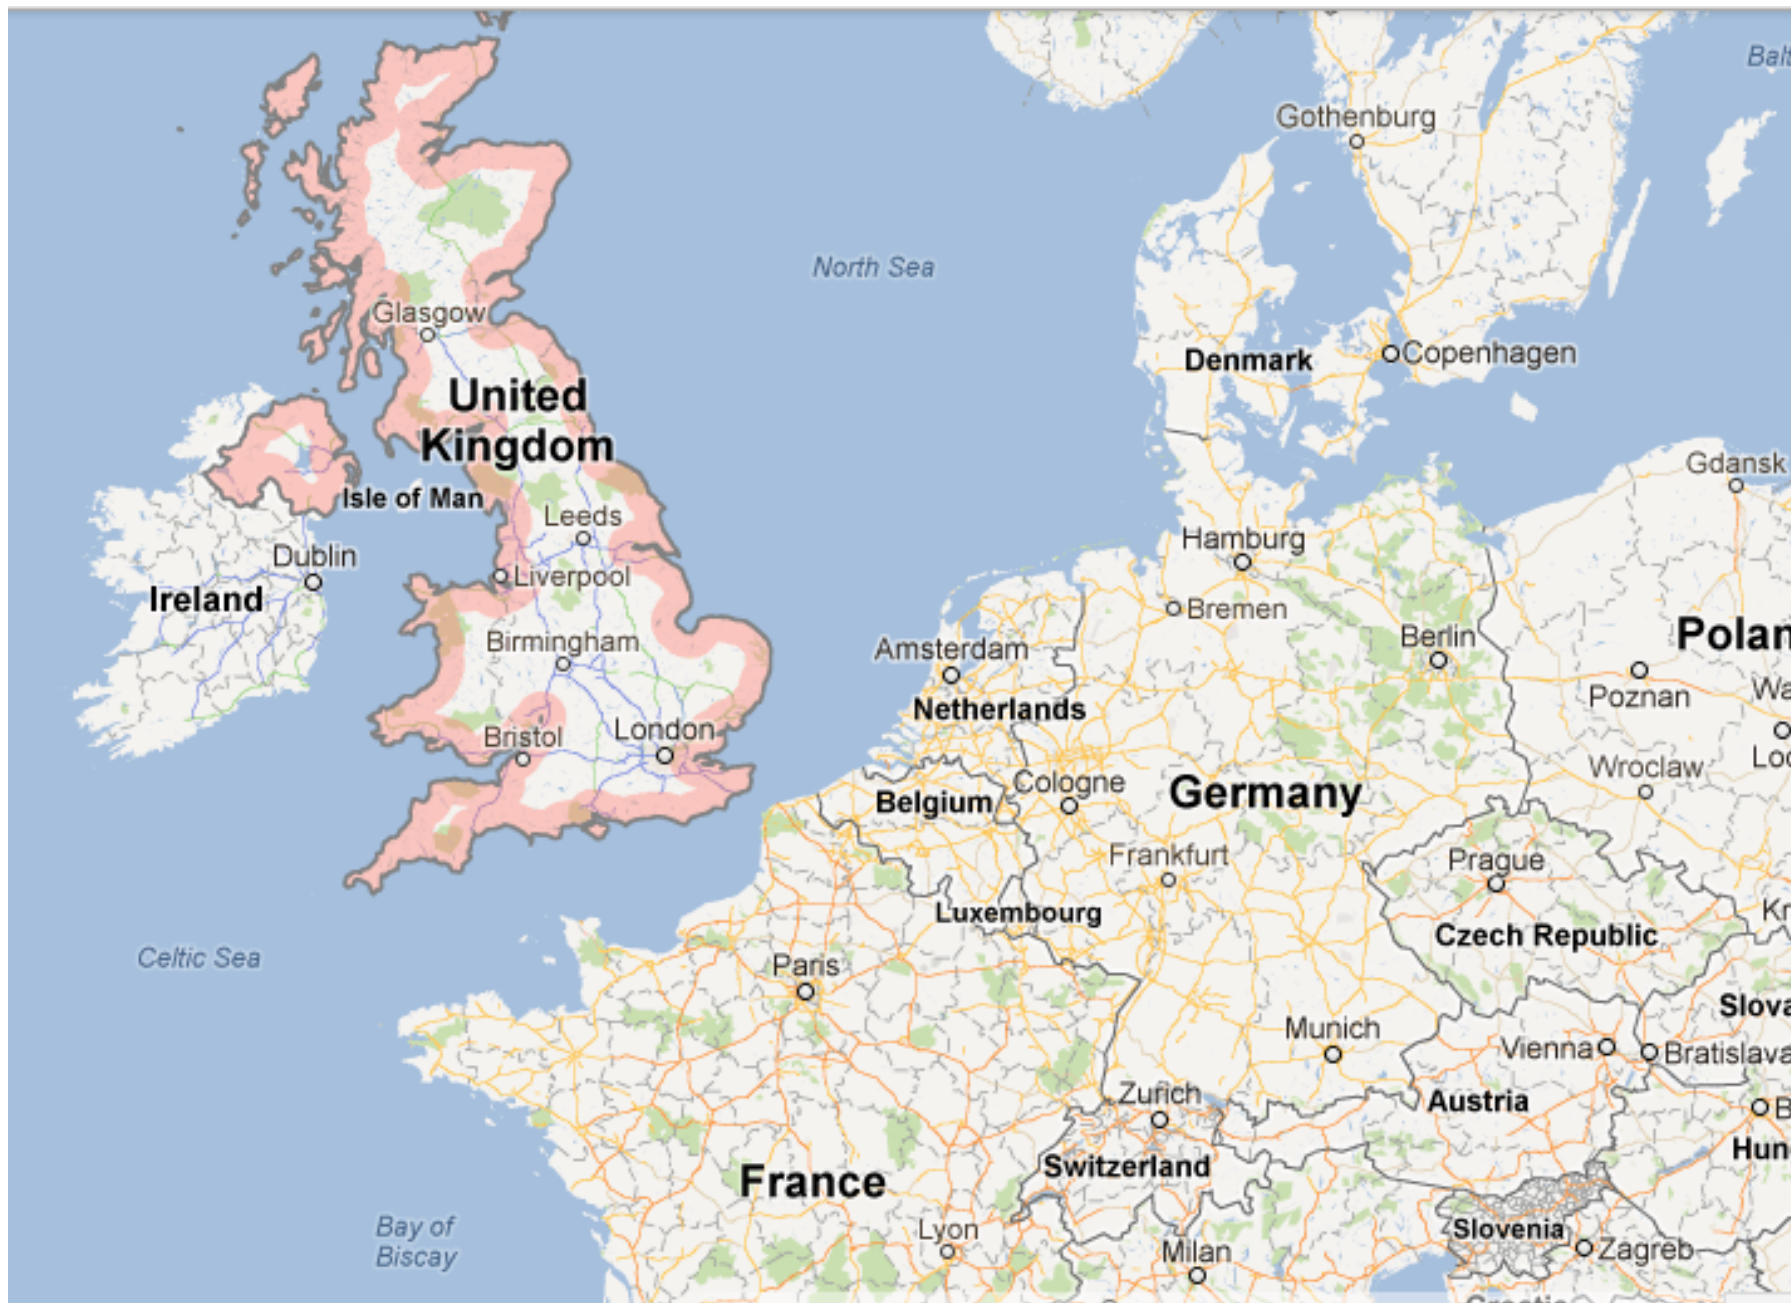 Balt
Gothenburg
North Sea
Glasgow
Copenhagen
Denmark
United
Kingdom
Gdansk
Isle of Man
Leeds
Hamburg
Dublin
Liverpool
Ireland
Bremen
Birmingham
Amsterdam
Berlin
Polan
Netherlands
Poznan
Wa
London
Bristol
Loc
Wroclaw
Cologne
Germany
Belgium
Frankfurt
Prague
Luxembourg
Kr
Czech Republic
Celtic Sea
Paris
Slova
Munich
Vienna
Bratislava
Zurich
Austria
B
Hun
Switzerland
France
Bay of
Biscay
Lyon
Slovenia
Milan
Zagreb
Croatia